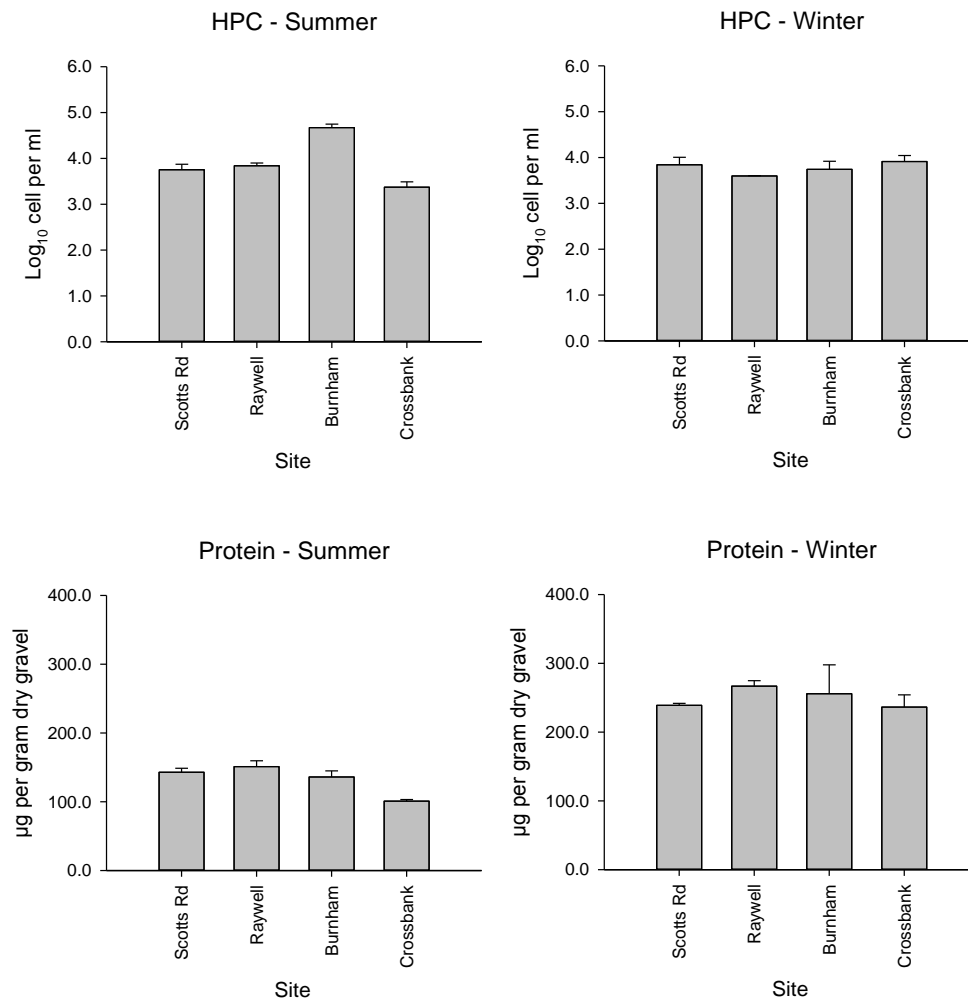 HPC - Summer
Log10 cell per ml
6.0
5.0
4.0
3.0
2.0
1.0
0.0
Scotts Rd
Raywell
Burnham
Crossbank
Site
HPC - Winter
Log10 cell per ml
6.0
5.0
4.0
3.0
2.0
1.0
0.0
Scotts Rd
Raywell
Burnham
Crossbank
Site
Protein - Summer
µg per gram dry gravel
400.0
300.0
200.0
100.0
0.0
Scotts Rd
Raywell
Burnham
Crossbank
Site
Protein - Winter
µg per gram dry gravel
400.0
300.0
200.0
100.0
0.0
Scotts Rd
Raywell
Burnham
Crossbank
Site